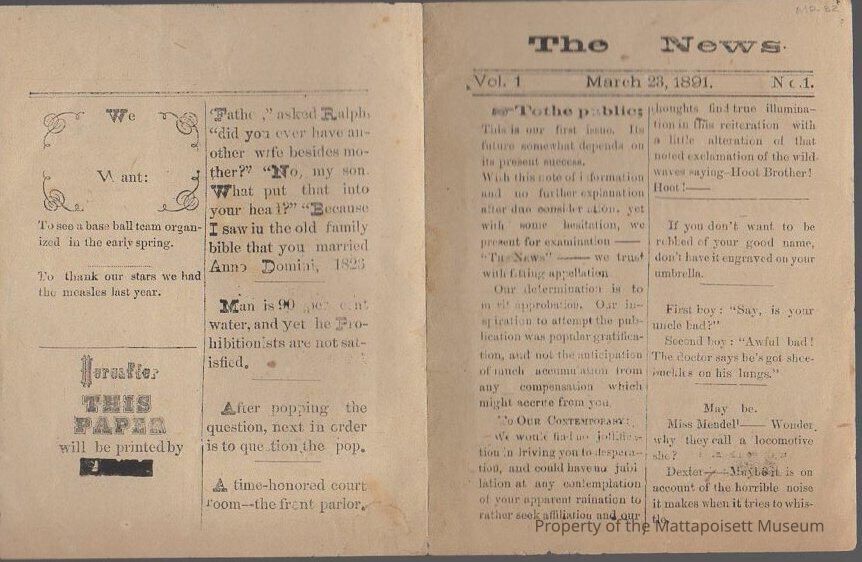 We
Want:
To see a base ball team organ-
ized in the early spring.
To thank our stars we had
the measles last year.
Hereafter
THIS
PAPER
will be printed by
"Fathe ," asked Ralph,
"did you ever have an-
other wife besides mo-
ther?" "No, my son.
What put that into
your head?" "Because
I saw in the old family
bible that you married
Anno Domini, 1826
Man is 90 per cent
water, and yet he Pro-
hibitionists are not sat-
isfied.
After popping the
question, next in order
is to question the pop.
A time-honored court
room—the front parlor.
MR-82
The News.
Vol. 1 March 23, 1891. No.1.
To the public;
This is our first issue. Its
future somewhat depends on
its present success.
With this note of information
and no further explanation
after due consideration, yet
with some hesitation, we
present for examination ——
"The News" —— we trust
with fitting appellation
Our determination is to
merit approbation. Our in-
spiration to attempt the pub-
lication was popular gratifica-
tion, and not the anticipation
of much accumulation from
any compensation which
might accrue from you.
To Our Contemporary:
We would find no jollifica-
tion in driving you to despera-
tion, and could have no jubi
lation at any contemplation
of your apparent ruination to
rather seek affiliation and our
thoughts find true illumina-
tion in this reiteration with
a little alteration of that
noted exclamation of the wild-
waves saying—Hoot Brother!
Hoot!——
If you don't want to be
robbed of your good name,
don't have it engraved on your
umbrella.
First boy: "Say, is your
uncle bad?"
Second boy: "Awful bad!
The doctor says he's got shoe-
buckles on his lungs."
May be.
Miss Mendell—— Wonder
why they call a locomotive
she?
Dexter——Maybe it is on
account of the horrible noise
it makes when it tries to whis-
tle.
Property of the Mattapoisett Museum